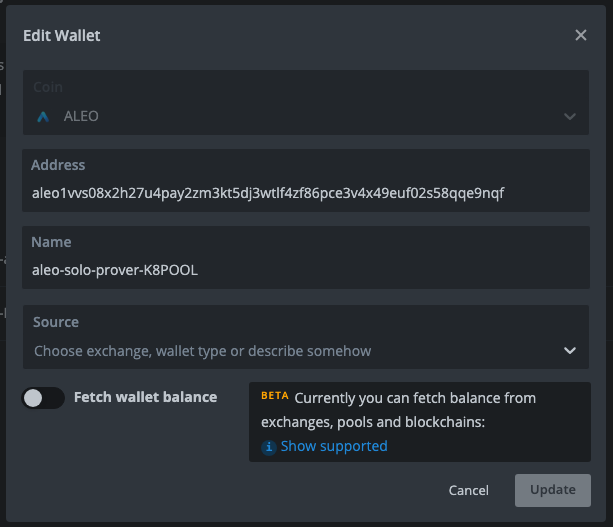 Edit Wallet
Coin
ALEO
Address
aleo1vvs08x2h27u4pay2zm3kt5dj3wtlf4zf86pce3v4x49euf02s58qqe9nqf
Name
aleo-solo-prover-K8POOL
Source
Choose exchange, wallet type or describe somehow
Fetch wallet balance
BETA Currently you can fetch balance from
exchanges, pools and blockchains:
Show supported
Cancel
Update